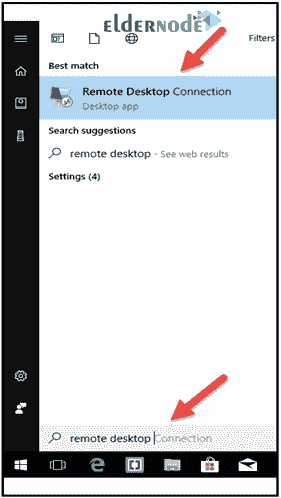 eldernode
Filters
Best match
Remote Desktop Connection
Desktop app
Search suggestions
remote desktop - See web results
Settings (4)
remote desktop Connection